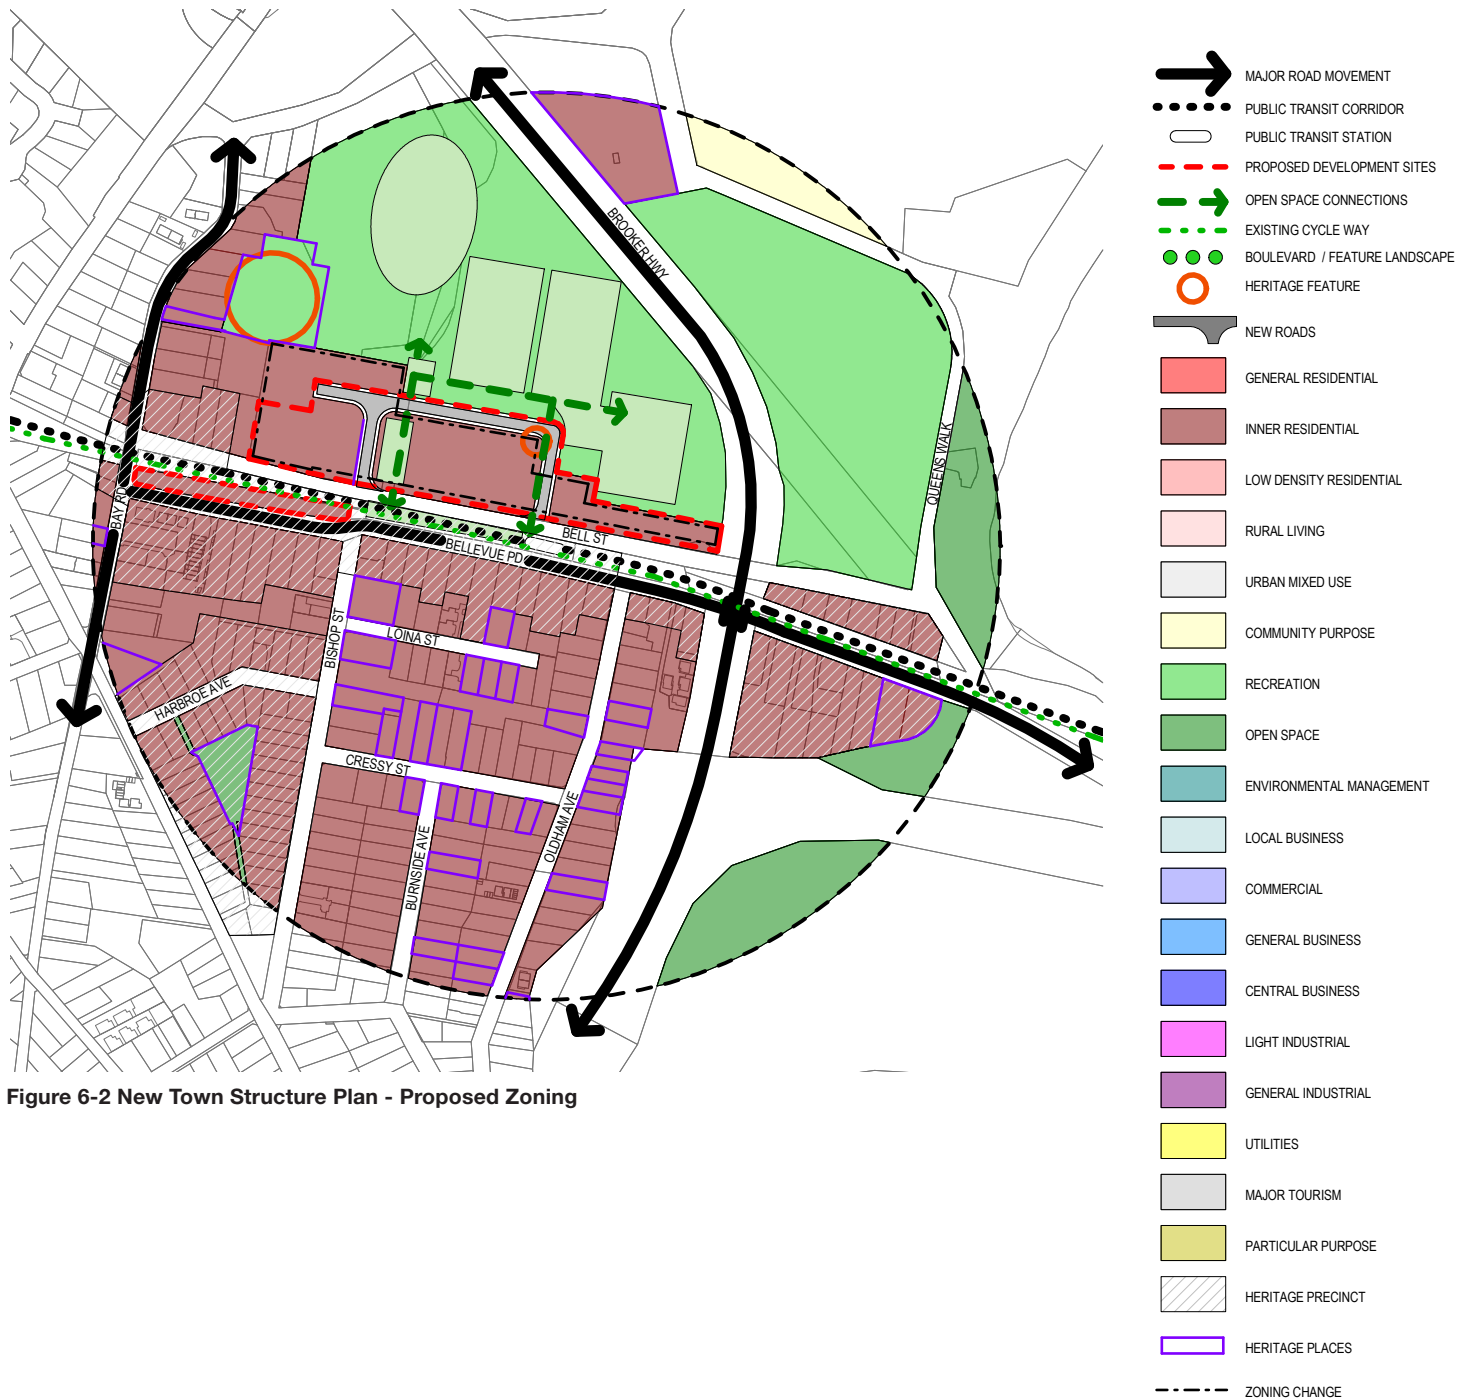 BROOKER HWY
QUEENS WALK
BAY RD
BELL ST
BELLEVUE PD
BISHOP ST
LOINA ST
HARBROE AVE
CRESSY ST
BURNSIDE AVE
OLDHAM AVE
Figure 6-2 New Town Structure Plan - Proposed Zoning
MAJOR ROAD MOVEMENT
PUBLIC TRANSIT CORRIDOR
PUBLIC TRANSIT STATION
PROPOSED DEVELOPMENT SITES
OPEN SPACE CONNECTIONS
EXISTING CYCLE WAY
BOULEVARD / FEATURE LANDSCAPE
HERITAGE FEATURE
NEW ROADS
GENERAL RESIDENTIAL
INNER RESIDENTIAL
LOW DENSITY RESIDENTIAL
RURAL LIVING
URBAN MIXED USE
COMMUNITY PURPOSE
RECREATION
OPEN SPACE
ENVIRONMENTAL MANAGEMENT
LOCAL BUSINESS
COMMERCIAL
GENERAL BUSINESS
CENTRAL BUSINESS
LIGHT INDUSTRIAL
GENERAL INDUSTRIAL
UTILITIES
MAJOR TOURISM
PARTICULAR PURPOSE
HERITAGE PRECINCT
HERITAGE PLACES
ZONING CHANGE